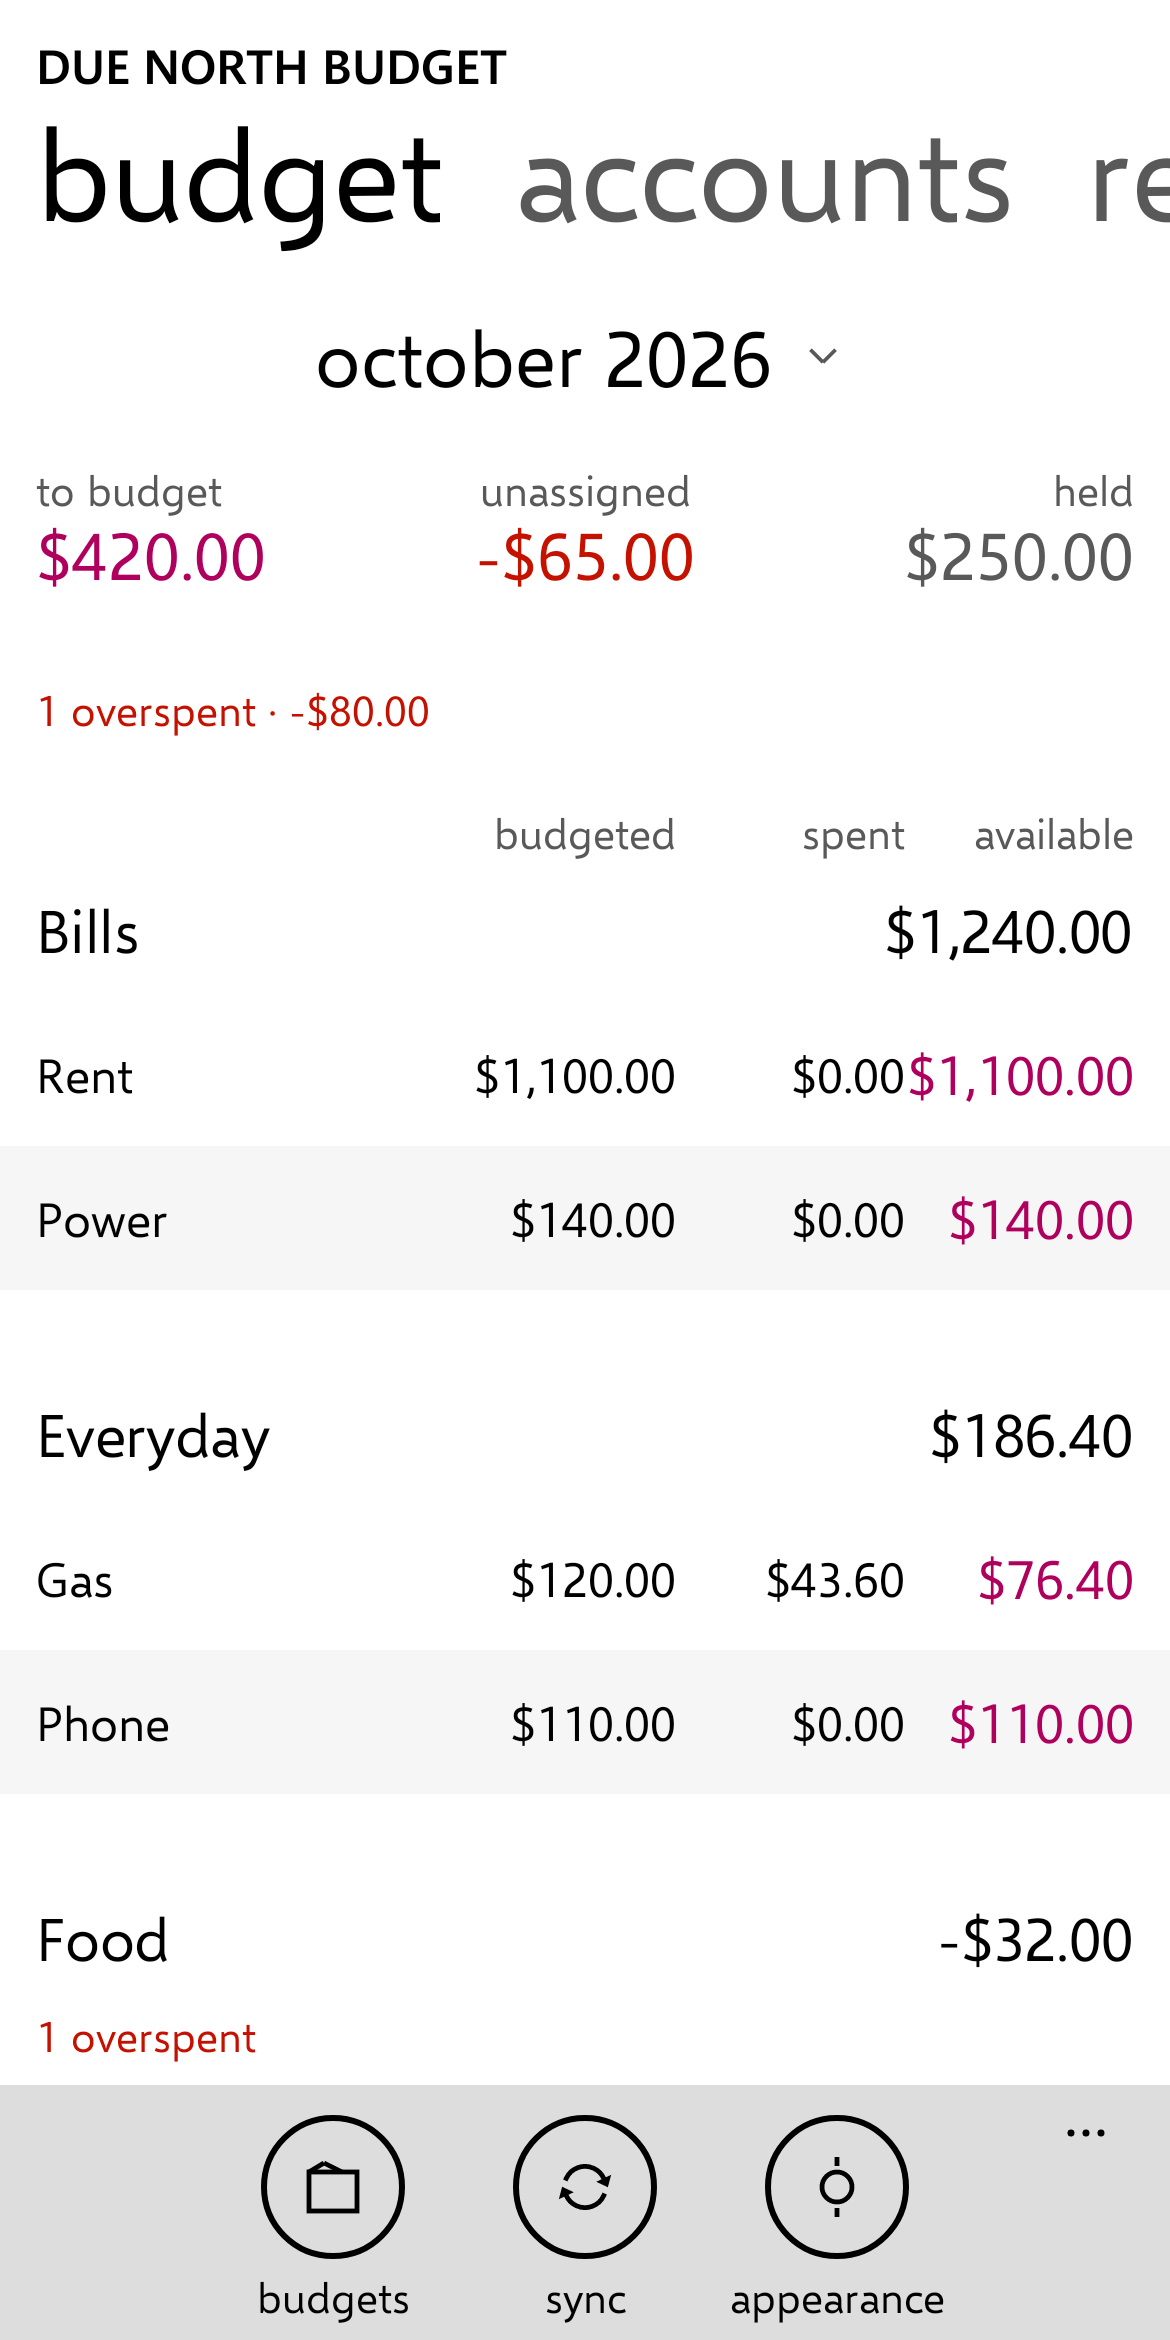 DUE NORTH BUDGET
budget accounts re
october 2026
to budget unassigned held
$420.00 -$65.00 $250.00
1 overspent · -$80.00
budgeted spent available
Bills $1,240.00
Rent $1,100.00 $0.00 $1,100.00
Power $140.00 $0.00 $140.00
Everyday $186.40
Gas $120.00 $43.60 $76.40
Phone $110.00 $0.00 $110.00
Food -$32.00
1 overspent
...
budgets sync appearance